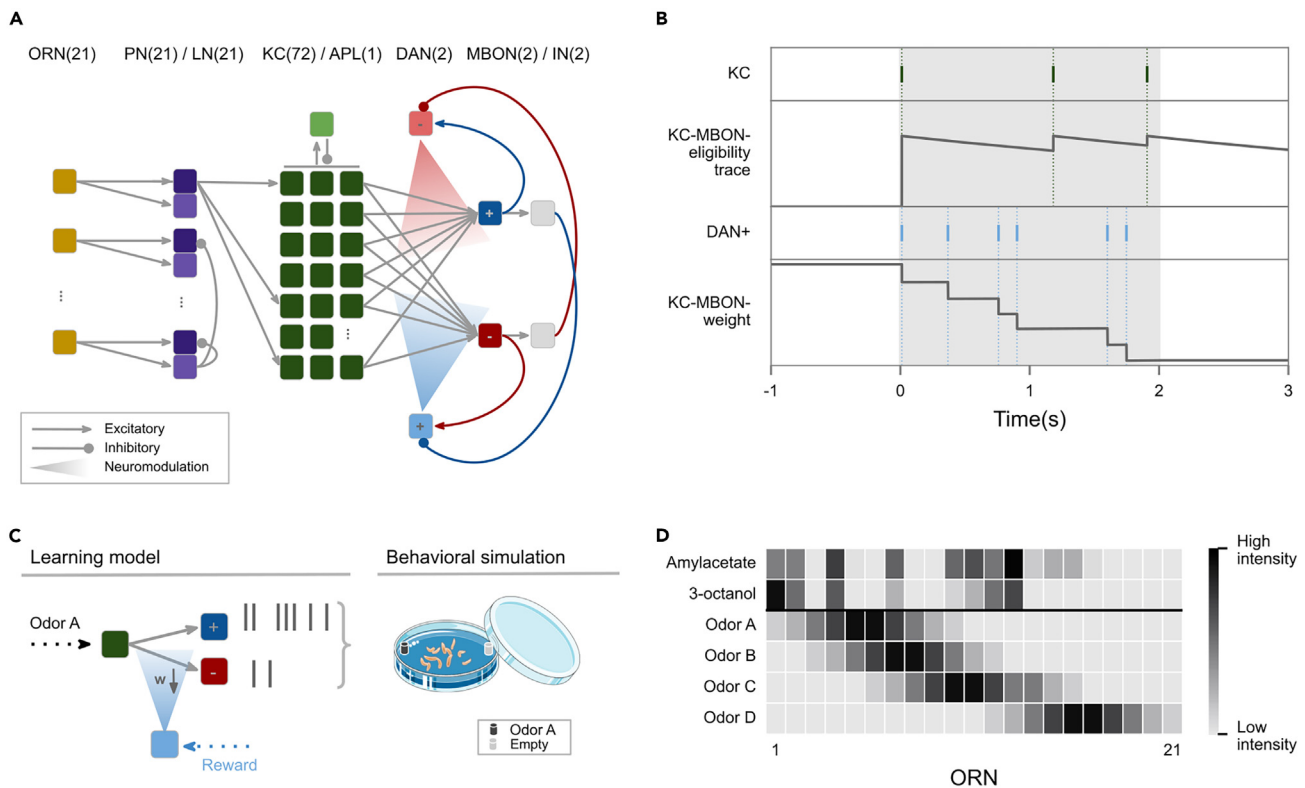 A
ORN(21)
PN(21) / LN(21)
KC(72) / APL(1)
DAN(2)
MBON(2) / IN(2)
-
+
-
+
...
...
...
Excitatory
Inhibitory
Neuromodulation
B
KC
KC-MBON-
eligibility
trace
DAN+
KC-MBON-
weight
-1
0
1
2
3
Time(s)
C
Learning model
Behavioral simulation
Odor A
+
-
w
Reward
Odor A
Empty
D
Amylacetate
3-octanol
Odor A
Odor B
Odor C
Odor D
1
21
ORN
High
intensity
Low
intensity